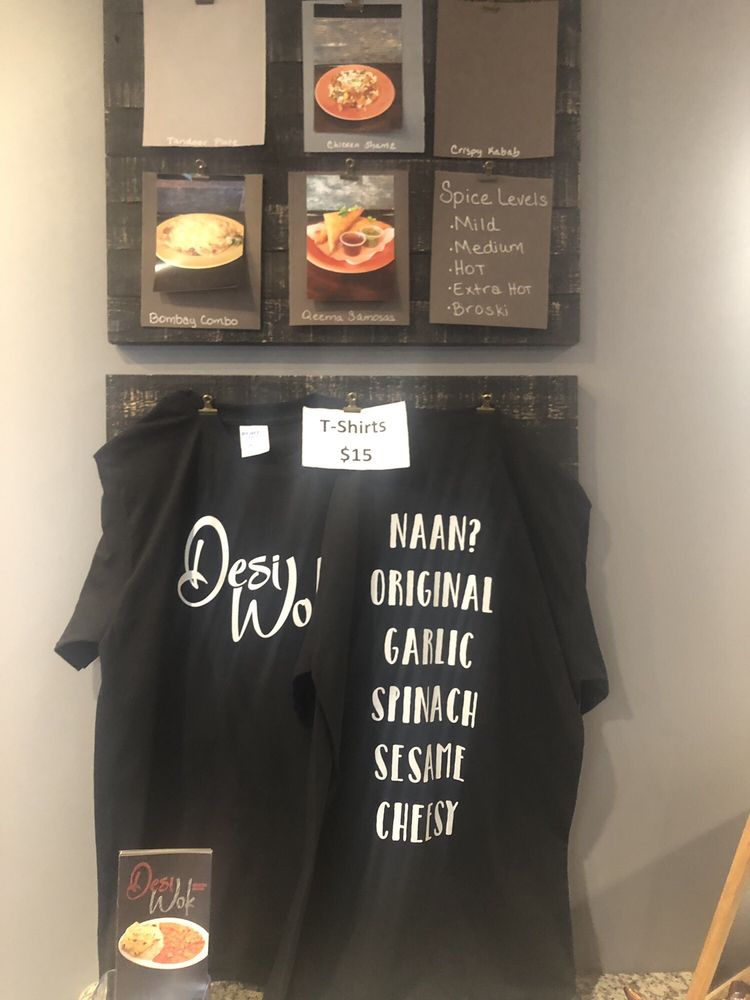 Tandoor Plate
Chicken Shamz
Crispy Kabab
Bombay Combo
Qeema Samosas
Spice Levels
·Mild
·Medium
·HOT
·Extra HOT
·Broski
T-Shirts
$15
Desi
Wo
NAAN?
ORIGINAL
GARLIC
SPINACH
SESAME
CHEESY
Desi
Wok